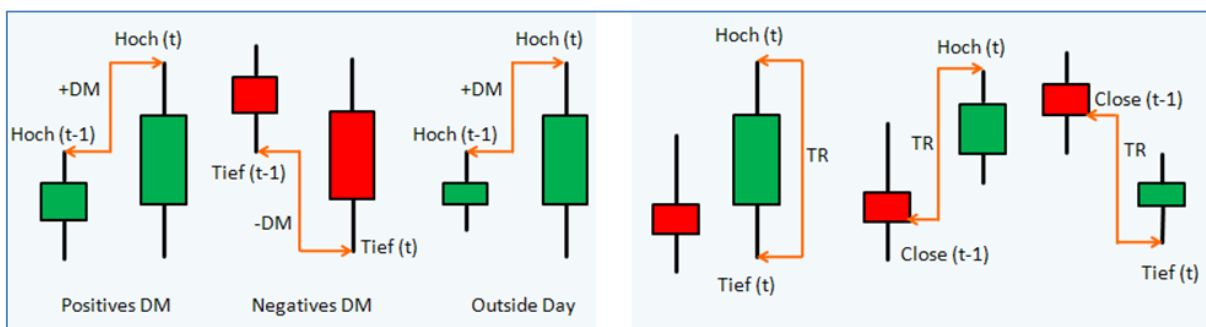 Hoch (t)
+DM
Hoch (t-1)
Positives DM
Tief (t-1)
-DM
Tief (t)
Negatives DM
Hoch (t)
+DM
Hoch (t-1)
Outside Day
Hoch (t)
TR
Tief (t)
Hoch (t)
TR
Close (t-1)
Close (t-1)
TR
Tief (t)